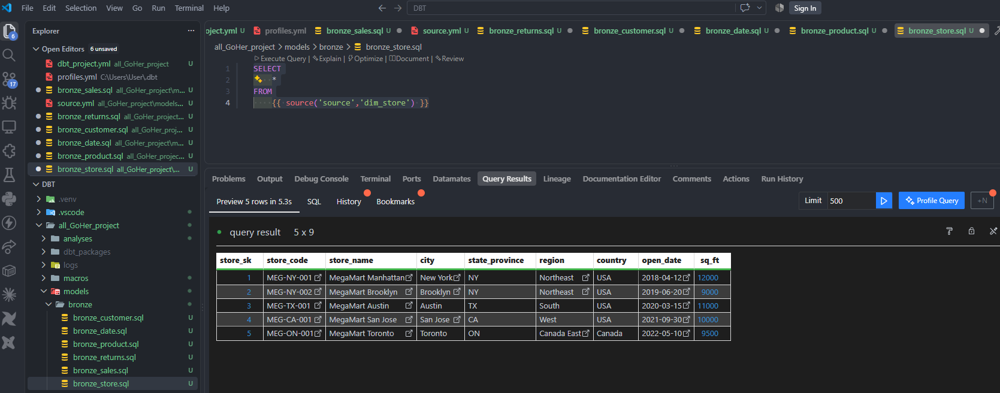 File Edit Selection View Go Run Terminal Help
DBT
Sign In
6
17
Explorer
Open Editors 6 unsaved
dbt_project.yml all_GoHer_project U
profiles.yml C:\Users\User\.dbt
bronze_sales.sql all_GoHer_project\m... U
source.yml all_GoHer_project\models... U
bronze_returns.sql all_GoHer_project... U
bronze_customer.sql all_GoHer_proj... U
bronze_date.sql all_GoHer_project\m... U
bronze_product.sql all_GoHer_projec... U
bronze_store.sql all_GoHer_project\... U
DBT
.venv
.vscode
all_GoHer_project
analyses
dbt_packages
logs
macros
models
bronze
bronze_customer.sql U
bronze_date.sql U
bronze_product.sql U
bronze_returns.sql U
bronze_sales.sql U
bronze_store.sql U
oject.yml U profiles.yml bronze_sales.sql U source.yml U bronze_returns.sql U bronze_customer.sql U bronze_date.sql U bronze_product.sql U bronze_store.sql U
all_GoHer_project > models > bronze > bronze_store.sql
Execute Query | Explain | Optimize | Document | Review
1 SELECT
2 *
3 FROM
4 {{ source('source','dim_store') }}
Problems Output Debug Console Terminal Ports Datamates Query Results Lineage Documentation Editor Comments Actions Run History
Preview 5 rows in 5.3s SQL History Bookmarks Limit 500 Profile Query +N
query result 5 x 9
store_sk store_code store_name city state_province region country open_date sq_ft
1 MEG-NY-001 MegaMart Manhattan New York NY Northeast USA 2018-04-12 12000
2 MEG-NY-002 MegaMart Brooklyn Brooklyn NY Northeast USA 2019-06-20 9000
3 MEG-TX-001 MegaMart Austin Austin TX South USA 2020-03-15 11000
4 MEG-CA-001 MegaMart San Jose San Jose CA West USA 2021-09-30 10000
5 MEG-ON-001 MegaMart Toronto Toronto ON Canada East Canada 2022-05-10 9500